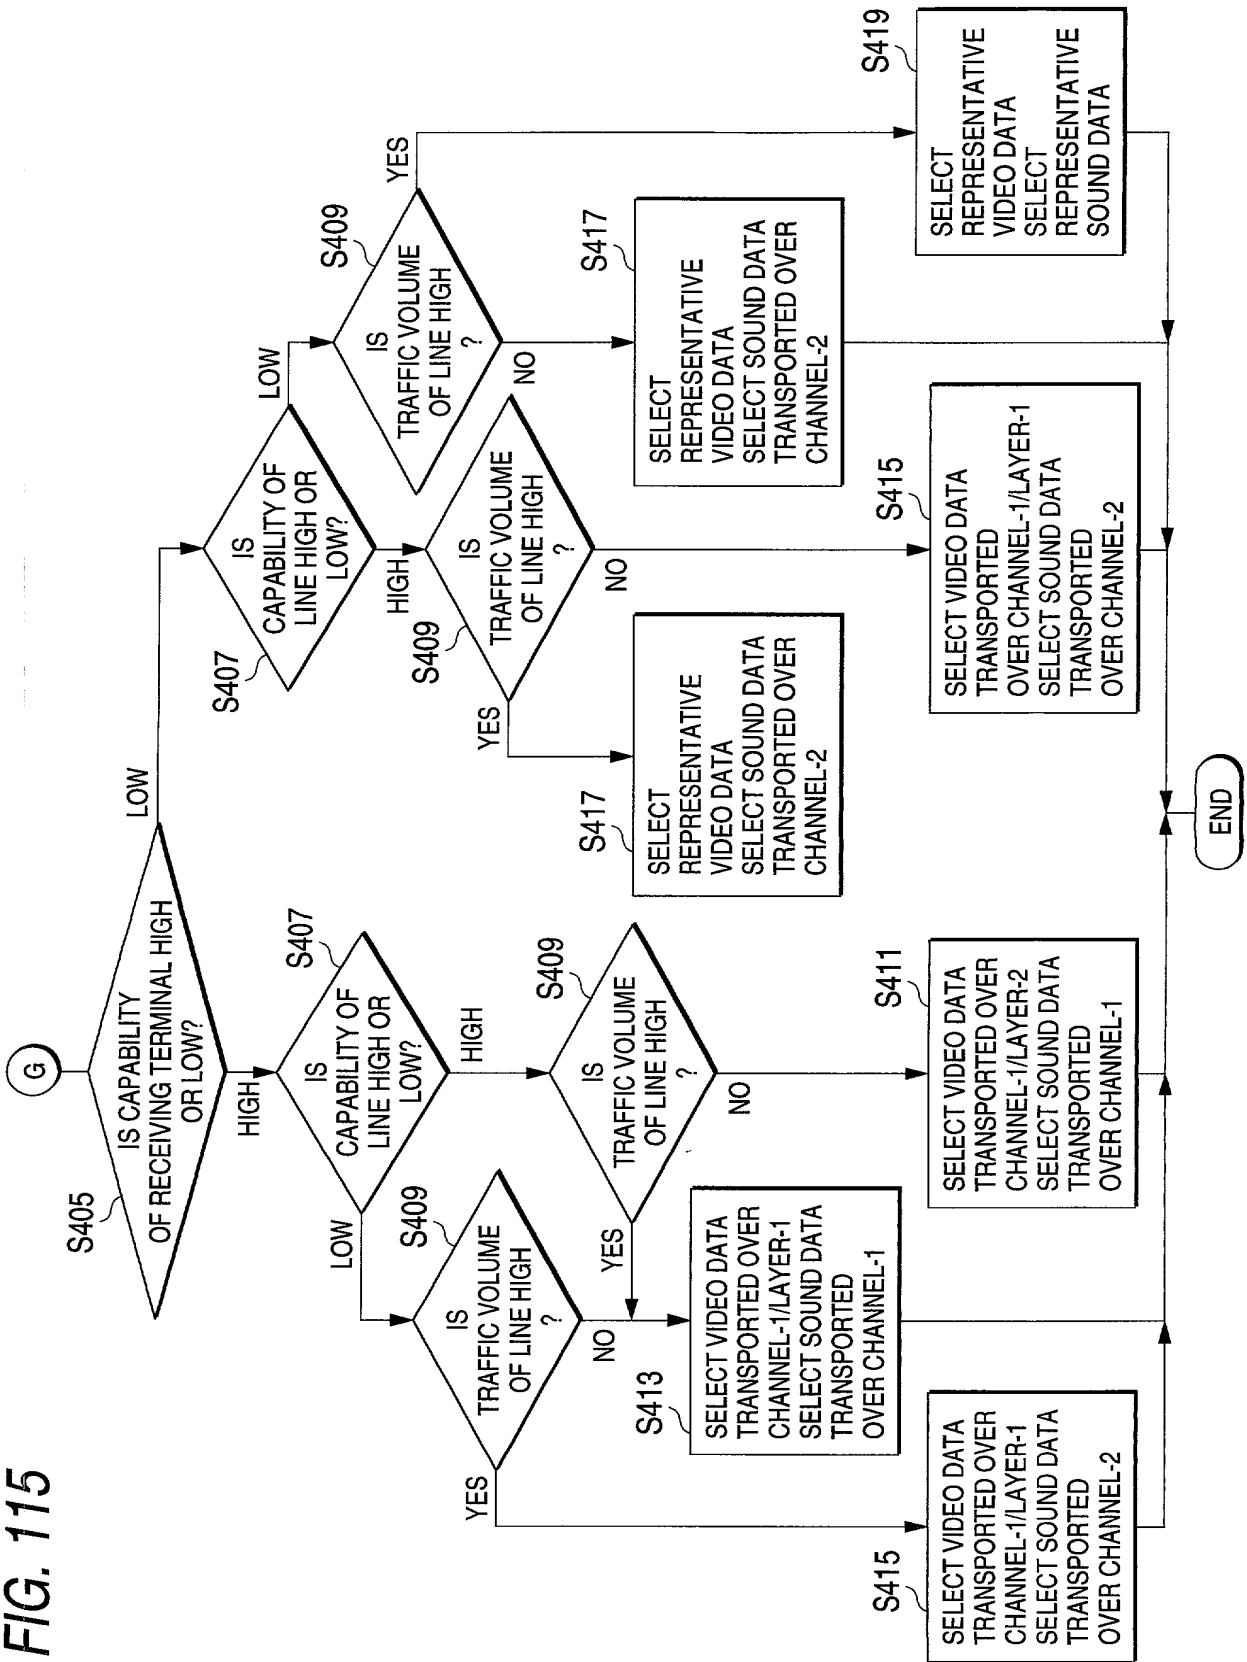 FIG. 115
G
S405
IS CAPABILITY
OF RECEIVING TERMINAL HIGH
OR LOW?
HIGH
LOW
S407
IS
CAPABILITY OF
LINE HIGH OR
LOW?
LOW
HIGH
S407
IS
CAPABILITY OF
LINE HIGH OR
LOW?
HIGH
LOW
S409
IS
TRAFFIC VOLUME
OF LINE HIGH
?
YES
NO
S409
IS
TRAFFIC VOLUME
OF LINE HIGH
?
YES
NO
S409
IS
TRAFFIC VOLUME
OF LINE HIGH
?
YES
NO
S409
IS
TRAFFIC VOLUME
OF LINE HIGH
?
YES
NO
S415
SELECT VIDEO DATA
TRANSPORTED OVER
CHANNEL-1/LAYER-1
SELECT SOUND DATA
TRANSPORTED
OVER CHANNEL-2
S413
SELECT VIDEO DATA
TRANSPORTED OVER
CHANNEL-1/LAYER-1
SELECT SOUND DATA
TRANSPORTED
OVER CHANNEL-1
S411
SELECT VIDEO DATA
TRANSPORTED OVER
CHANNEL-1/LAYER-2
SELECT SOUND DATA
TRANSPORTED
OVER CHANNEL-1
S417
SELECT
REPRESENTATIVE
VIDEO DATA
SELECT SOUND DATA
TRANSPORTED OVER
CHANNEL-2
S415
SELECT VIDEO DATA
TRANSPORTED
OVER CHANNEL-1/LAYER-1
SELECT SOUND DATA
TRANSPORTED
OVER CHANNEL-2
S417
SELECT
REPRESENTATIVE
VIDEO DATA
SELECT SOUND DATA
TRANSPORTED OVER
CHANNEL-2
S419
SELECT
REPRESENTATIVE
VIDEO DATA
SELECT
REPRESENTATIVE
SOUND DATA
END